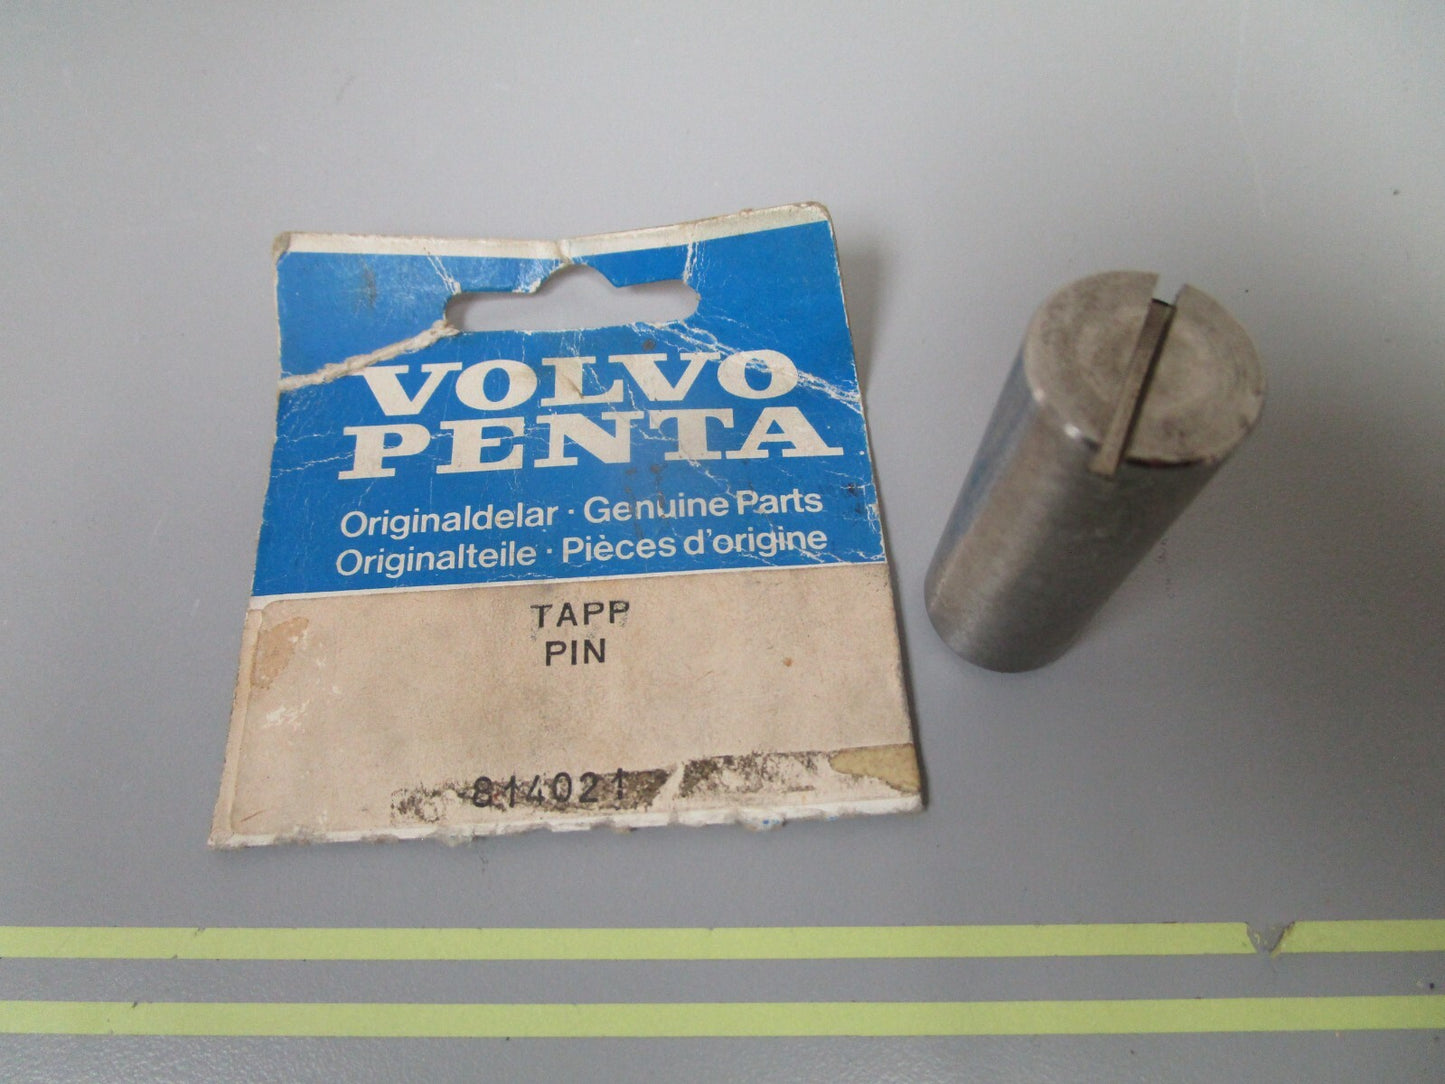 VOLVO
PENTA
Originaldelar · Genuine Parts
Originalteile · Pièces d'origine
TAPP
PIN
814021